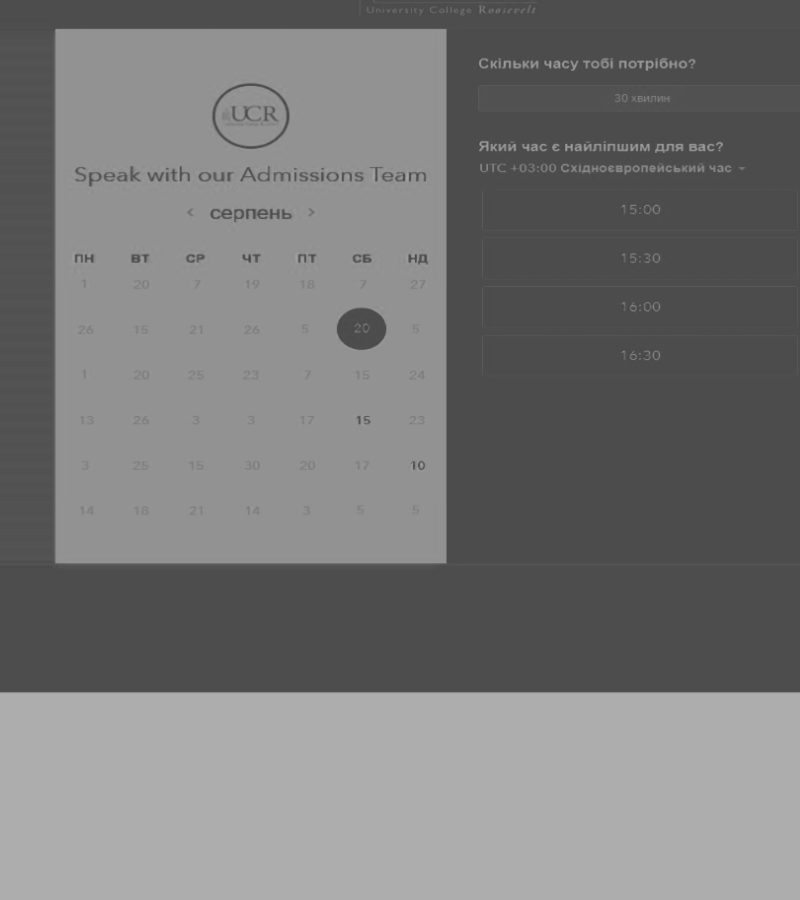 University College Roosevelt
UCR
Speak with our Admissions Team
< серпень >
ПН ВТ СР ЧТ ПТ СБ НД
1 20 7 19 18 7 27
26 15 21 26 5 20 5
1 20 25 23 7 15 24
13 26 3 3 17 15 23
3 25 15 30 20 17 10
14 18 21 14 3 5 5
Скільки часу тобі потрібно?
30 хвилин
Який час є найліпшим для вас?
UTC +03:00 Східноєвропейський час
15:00
15:30
16:00
16:30